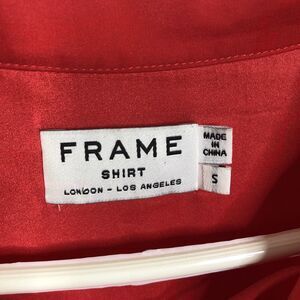 FRAME
SHIRT
LONDON - LOS ANGELES
MADE
IN
CHINA
S